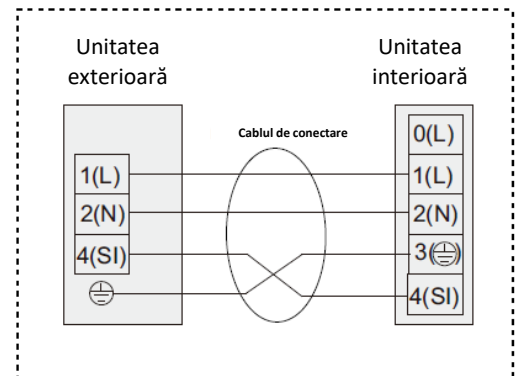 Unitatea
exterioară
Unitatea
interioară
Cablul de conectare
0(L)
1(L)
1(L)
2(N)
2(N)
4(SI)
3(⏚)
4(SI)